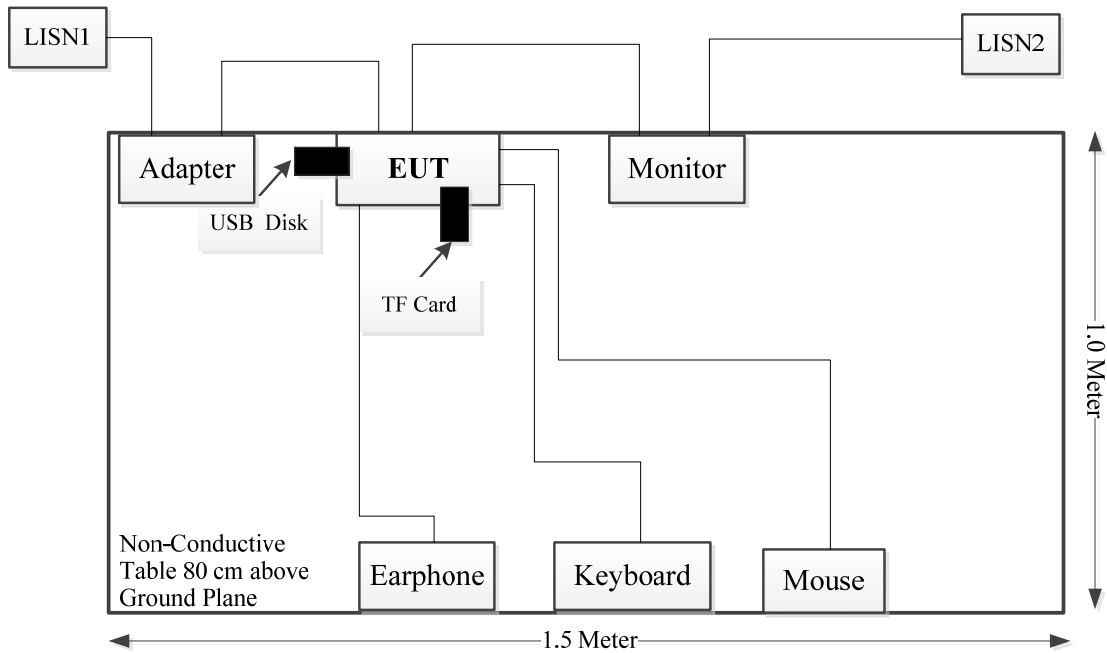 LISN1
LISN2
Adapter
EUT
Monitor
USB Disk
TF Card
1.0 Meter
Non-Conductive
Table 80 cm above
Ground Plane
Earphone
Keyboard
Mouse
1.5 Meter